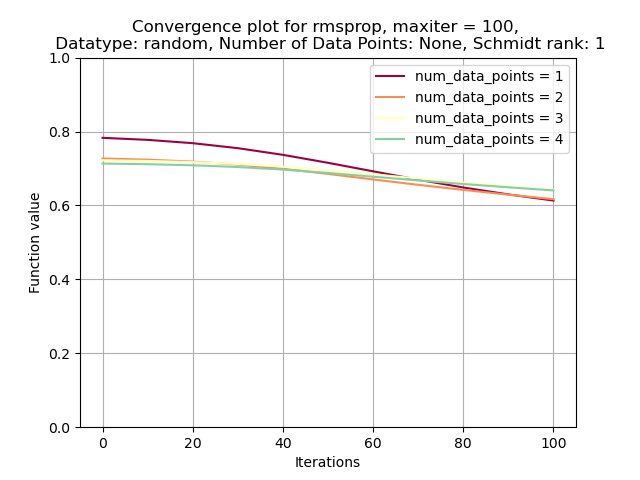 Convergence plot for rmsprop, maxiter = 100,
Datatype: random, Number of Data Points: None, Schmidt rank: 1
num_data_points = 1
num_data_points = 2
num_data_points = 3
num_data_points = 4
1.0
0.8
0.6
0.4
0.2
0.0
Function value
0 20 40 60 80 100
Iterations